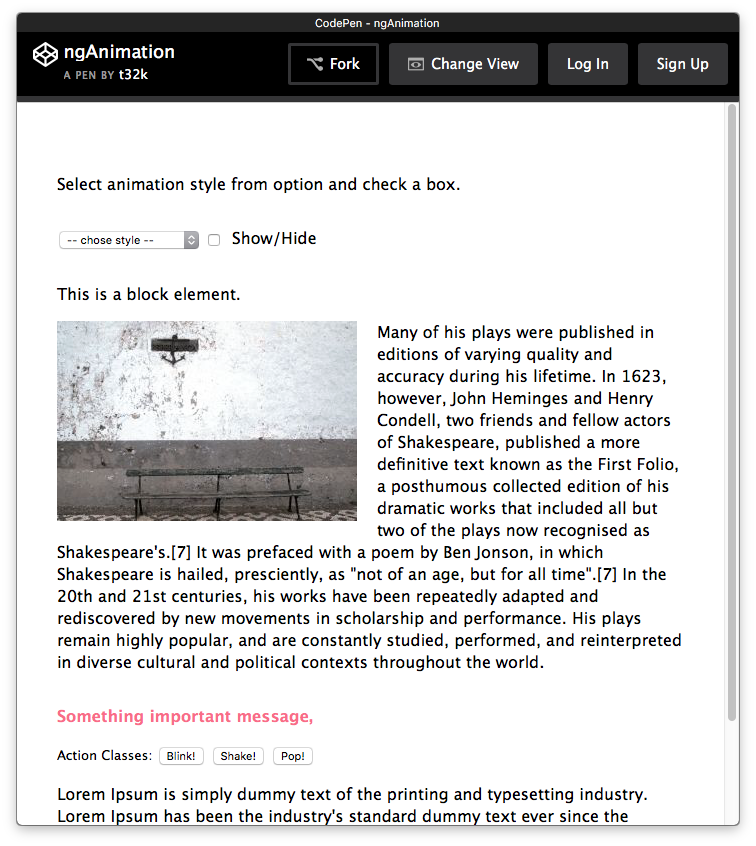 CodePen - ngAnimation
ngAnimation
A PEN BY t32k
Fork
Change View
Log In
Sign Up
Select animation style from option and check a box.
-- chose style --
Show/Hide
This is a block element.
Many of his plays were published in
editions of varying quality and
accuracy during his lifetime. In 1623,
however, John Heminges and Henry
Condell, two friends and fellow actors
of Shakespeare, published a more
definitive text known as the First Folio,
a posthumous collected edition of his
dramatic works that included all but
two of the plays now recognised as
Shakespeare's.[7] It was prefaced with a poem by Ben Jonson, in which
Shakespeare is hailed, presciently, as "not of an age, but for all time".[7] In the
20th and 21st centuries, his works have been repeatedly adapted and
rediscovered by new movements in scholarship and performance. His plays
remain highly popular, and are constantly studied, performed, and reinterpreted
in diverse cultural and political contexts throughout the world.
Something important message,
Action Classes: Blink! Shake! Pop!
Lorem Ipsum is simply dummy text of the printing and typesetting industry.
Lorem Ipsum has been the industry's standard dummy text ever since the